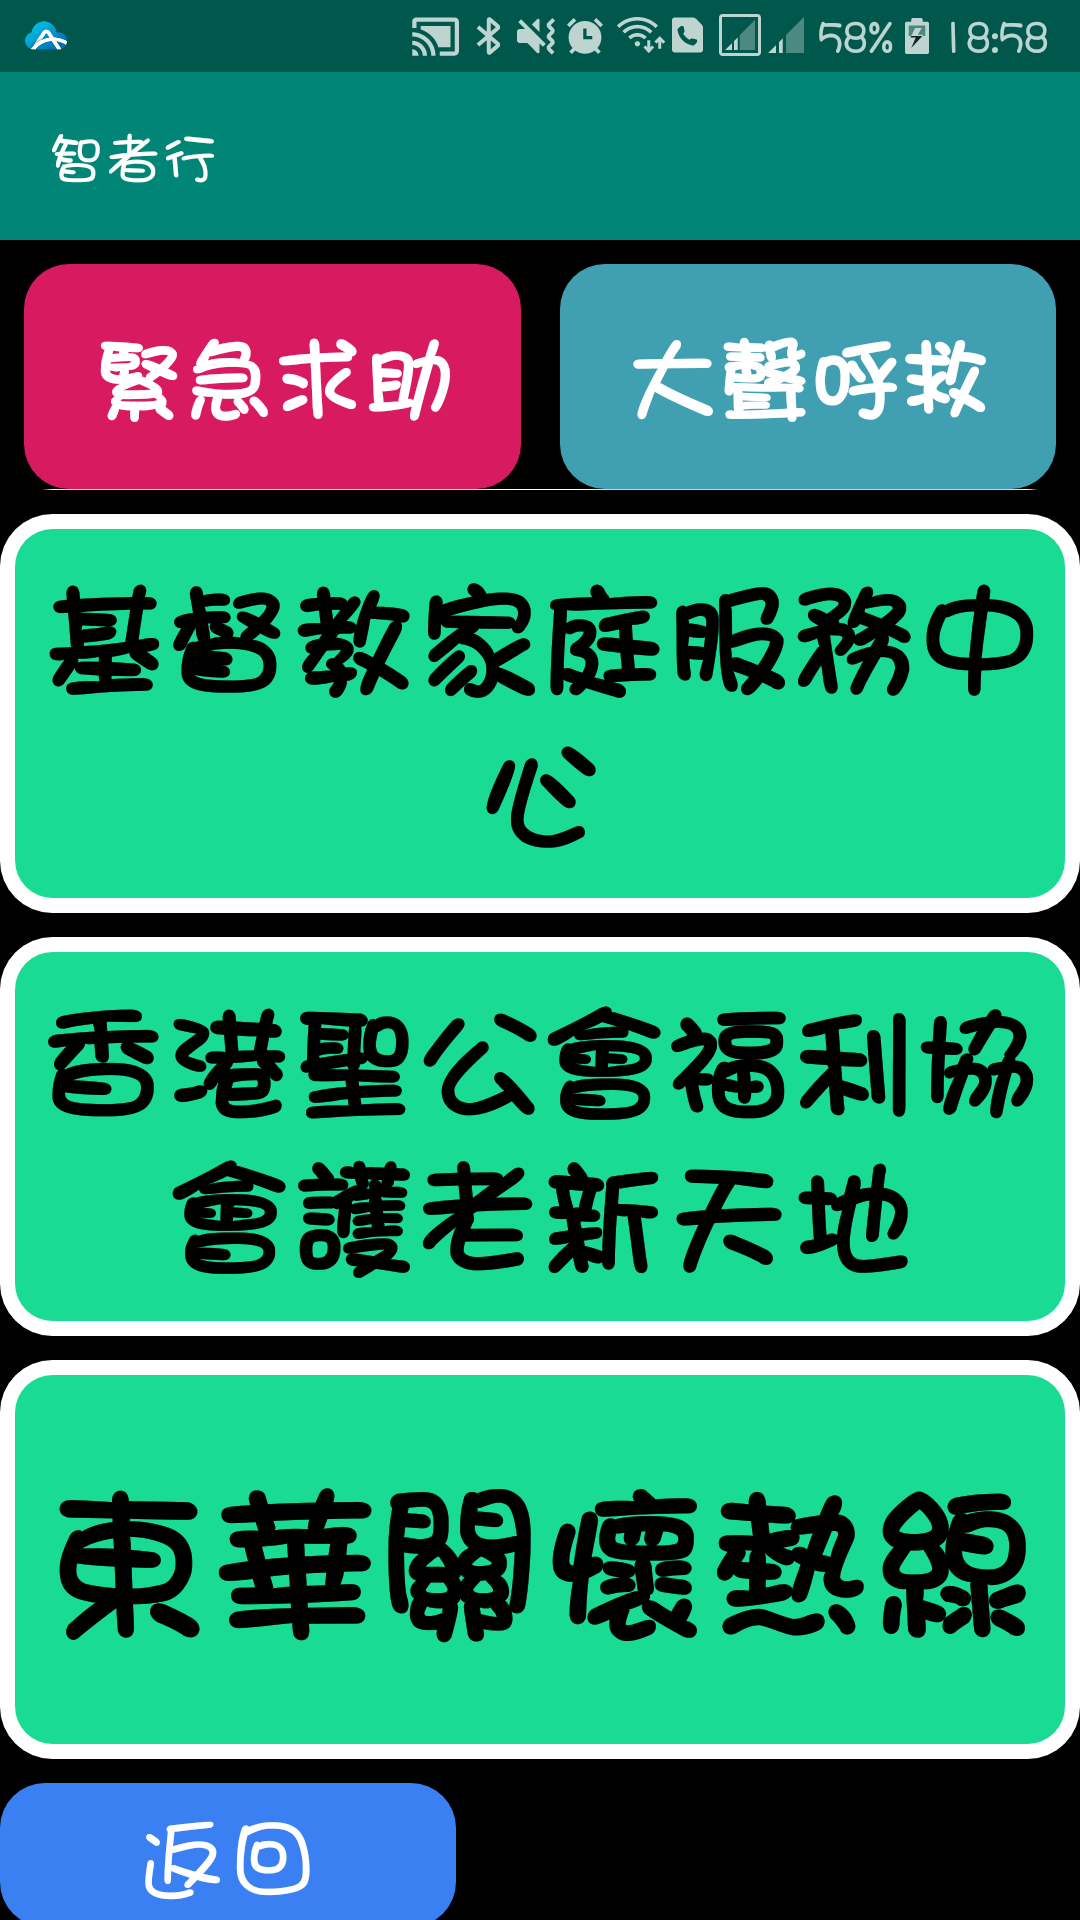 58% 18:58
智者行
緊急求助 大聲呼救
基督教家庭服務中
心
香港聖公會福利協
會護老新天地
東華關懷熱線
返回